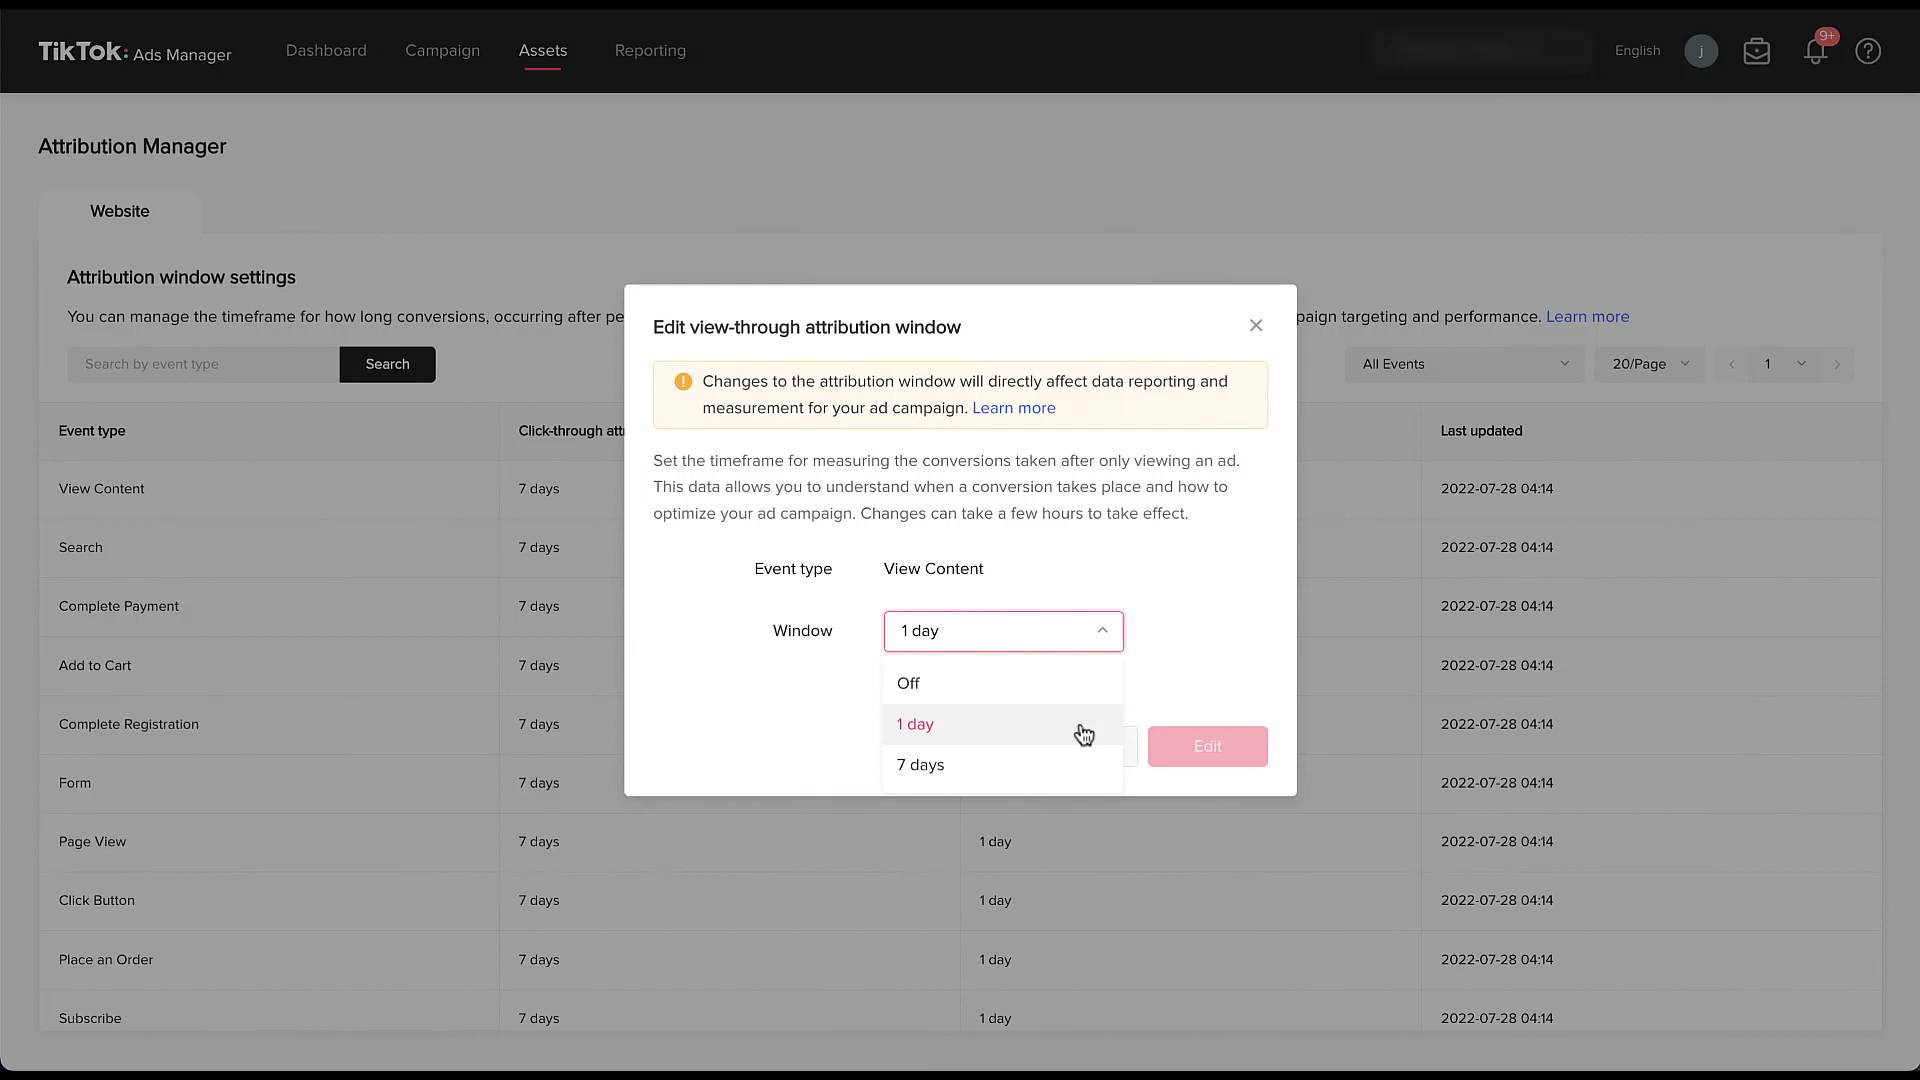 TikTok: Ads Manager
Dashboard
Campaign
Assets
Reporting
English
j
9+
?
Attribution Manager
Website
Attribution window settings
You can manage the timeframe for how long conversions, occurring after pe
paign targeting and performance. Learn more
Search by event type
Search
All Events
20/Page
1
Event type
Click-through att
Last updated
View Content
7 days
2022-07-28 04:14
Search
7 days
2022-07-28 04:14
Complete Payment
7 days
2022-07-28 04:14
Add to Cart
7 days
2022-07-28 04:14
Complete Registration
7 days
2022-07-28 04:14
Form
7 days
2022-07-28 04:14
Page View
7 days
1 day
2022-07-28 04:14
Click Button
7 days
1 day
2022-07-28 04:14
Place an Order
7 days
1 day
2022-07-28 04:14
Subscribe
7 days
1 day
2022-07-28 04:14
Edit view-through attribution window
Changes to the attribution window will directly affect data reporting and
measurement for your ad campaign. Learn more
Set the timeframe for measuring the conversions taken after only viewing an ad.
This data allows you to understand when a conversion takes place and how to
optimize your ad campaign. Changes can take a few hours to take effect.
Event type
View Content
Window
1 day
Off
1 day
7 days
Edit